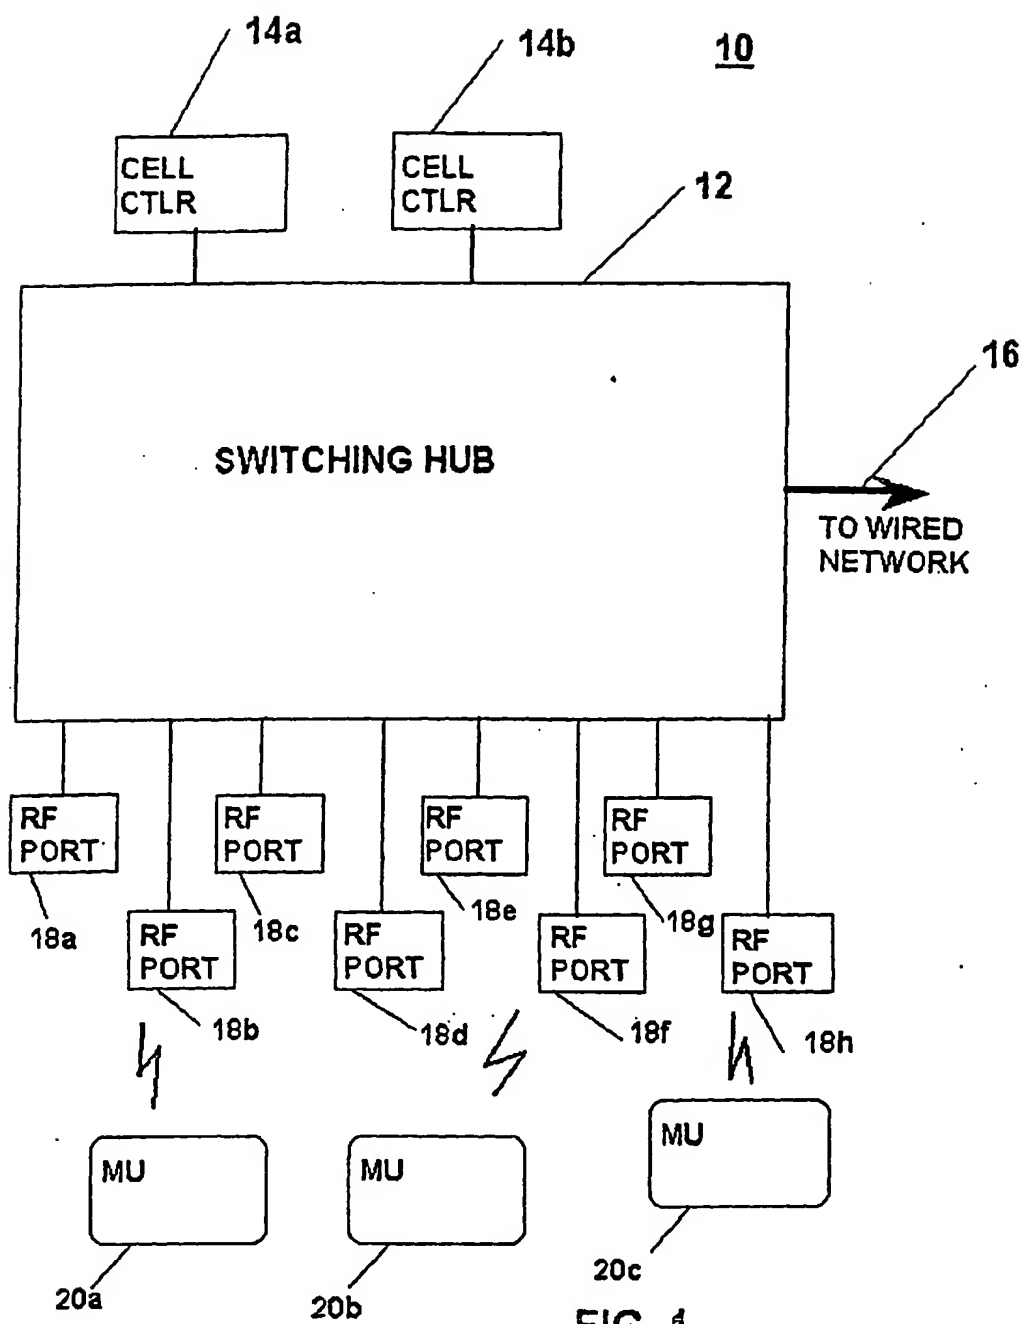 14a
14b
10
CELL
CTLR
CELL
CTLR
12
16
SWITCHING HUB
TO WIRED
NETWORK
RF
PORT
RF
PORT
RF
PORT
RF
PORT
18a
18c
18e
18g
RF
PORT
RF
PORT
RF
PORT
RF
PORT
18b
18d
18f
18h
MU
MU
MU
20a
20b
20c
FIG. 1